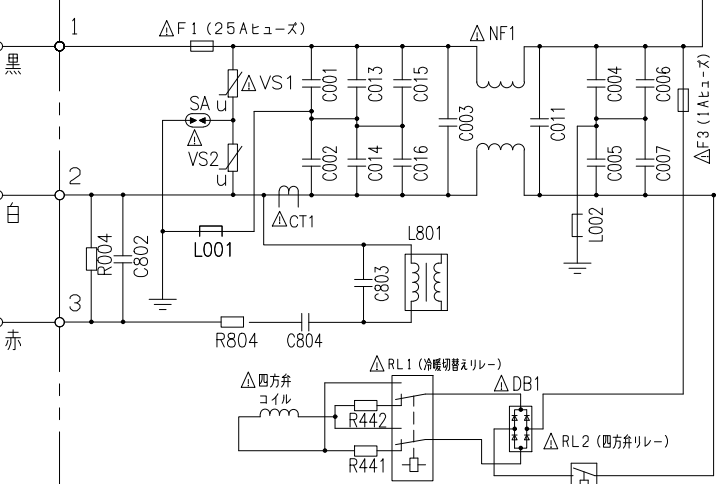 1
F1 (25Aヒューズ)
NF1
黒
SA
u
VS1
C001
C013
C015
C003
C011
C004
C006
F3 (1Aヒューズ)
VS2
u
C002
C014
C016
C005
C007
2
白
CT1
R004
C802
L001
L002
L801
C803
3
赤
R804
C804
RL1 (冷暖切替えリレー)
四方弁
コイル
R442
R441
DB1
RL2 (四方弁リレー)